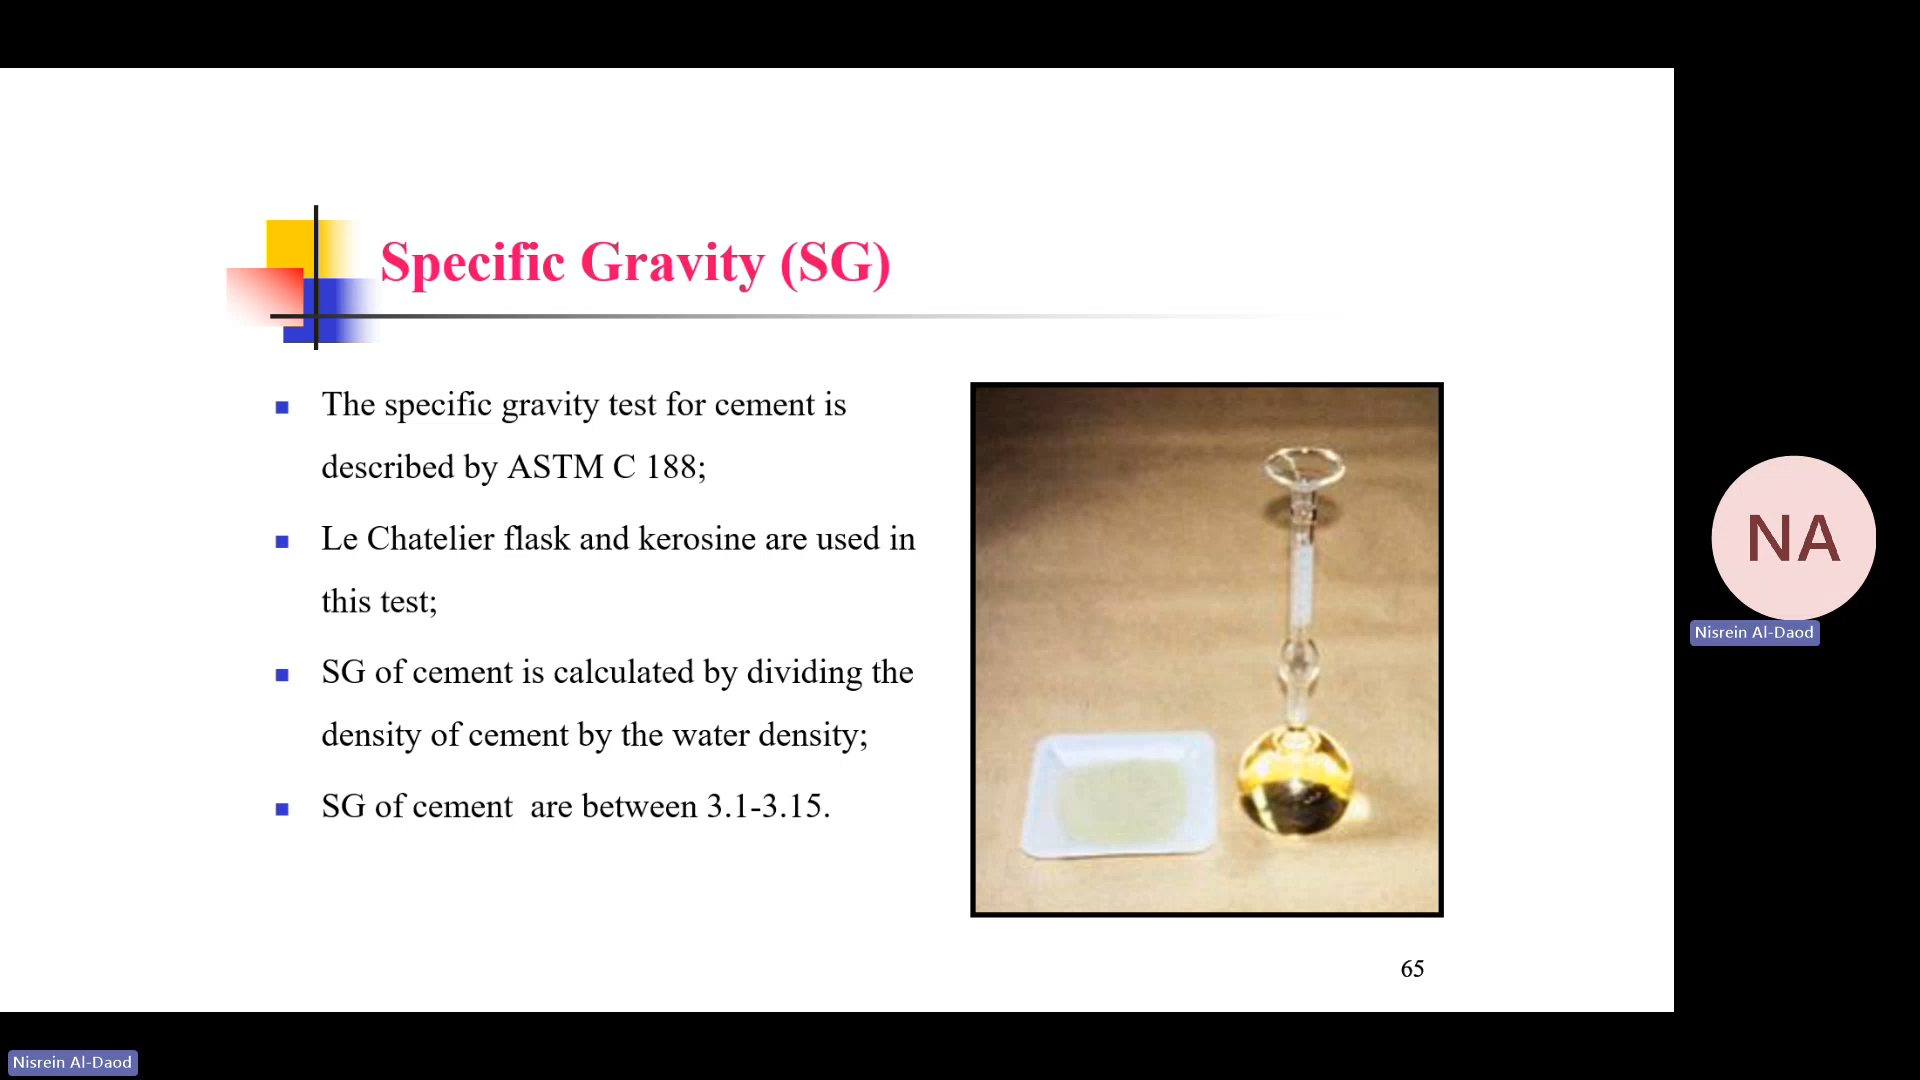 Specific Gravity (SG)
The specific gravity test for cement is
described by ASTM C 188;
Le Chatelier flask and kerosine are used in
this test;
SG of cement is calculated by dividing the
density of cement by the water density;
SG of cement  are between 3.1-3.15.
65
NA
Nisrein Al-Daod
Nisrein Al-Daod